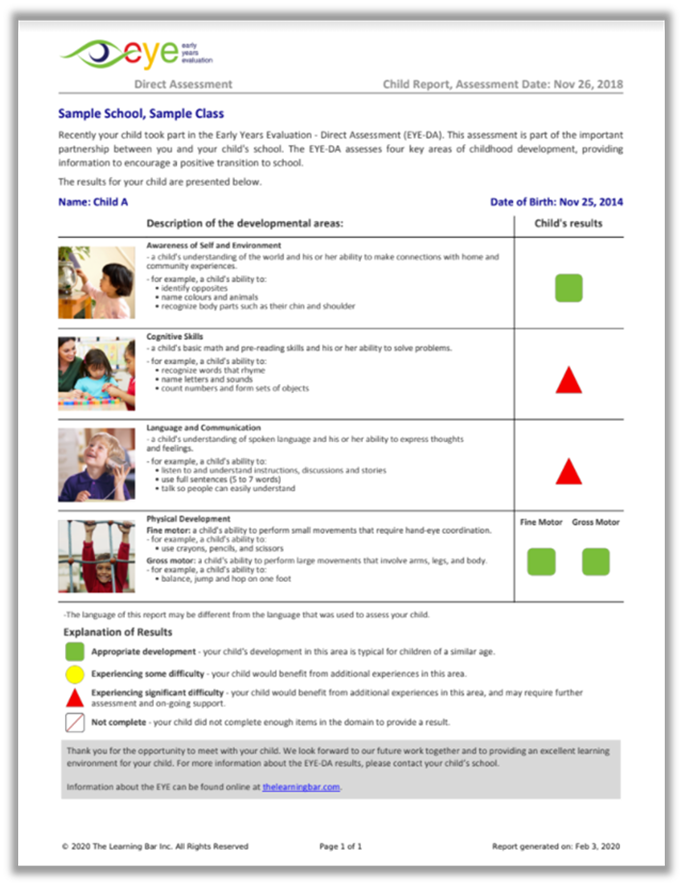 eye early
years
evaluation
Direct Assessment Child Report, Assessment Date: Nov 26, 2018
Sample School, Sample Class
Recently your child took part in the Early Years Evaluation - Direct Assessment (EYE-DA). This assessment is part of the important
partnership between you and your child's school. The EYE-DA assesses four key areas of childhood development, providing
information to encourage a positive transition to school.
The results for your child are presented below.
Name: Child A Date of Birth: Nov 25, 2014
Description of the developmental areas: Child's results
Awareness of Self and Environment
- a child's understanding of the world and his or her ability to make connections with home and
community experiences.
- for example, a child's ability to:
• identify opposites
• name colours and animals
• recognize body parts such as their chin and shoulder
Cognitive Skills
- a child's basic math and pre-reading skills and his or her ability to solve problems.
- for example, a child's ability to:
• recognize words that rhyme
• name letters and sounds
• count numbers and form sets of objects
Language and Communication
- a child's understanding of spoken language and his or her ability to express thoughts
and feelings.
- for example, a child's ability to:
• listen to and understand instructions, discussions and stories
• use full sentences (5 to 7 words)
• talk so people can easily understand
Physical Development
Fine Motor Gross Motor
Fine motor: a child's ability to perform small movements that require hand-eye coordination.
- for example, a child's ability to:
• use crayons, pencils, and scissors
Gross motor: a child's ability to perform large movements that involve arms, legs, and body.
- for example, a child's ability to:
• balance, jump and hop on one foot
-The language of this report may be different from the language that was used to assess your child.
Explanation of Results
Appropriate development - your child's development in this area is typical for children of a similar age.
Experiencing some difficulty - your child would benefit from additional experiences in this area.
Experiencing significant difficulty - your child would benefit from additional experiences in this area, and may require further
assessment and on-going support.
Not complete - your child did not complete enough items in the domain to provide a result.
Thank you for the opportunity to meet with your child. We look forward to our future work together and to providing an excellent learning
environment for your child. For more information about the EYE-DA results, please contact your child's school.
Information about the EYE can be found online at thelearningbar.com.
© 2020 The Learning Bar Inc. All Rights Reserved Page 1 of 1 Report generated on: Feb 3, 2020